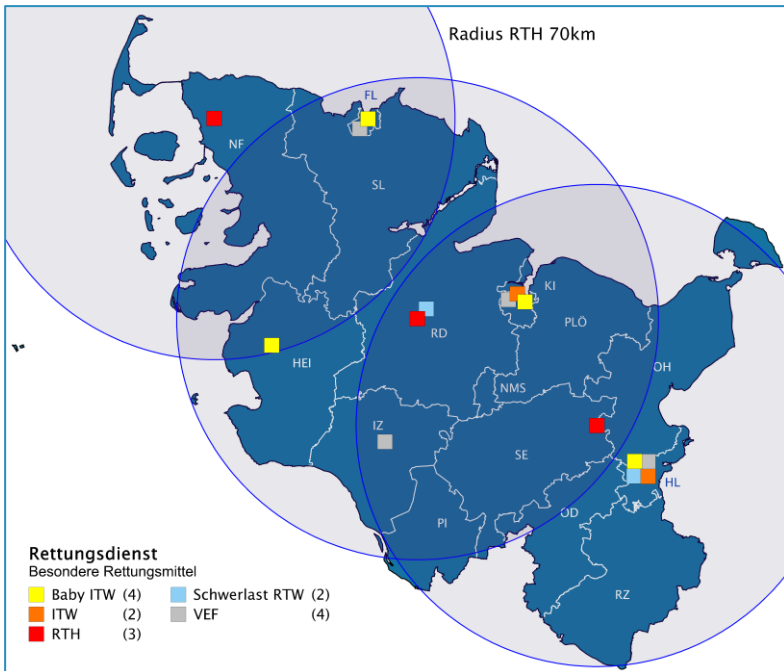 Radius RTH 70km
FL
NF
SL
KI
RD
PLÖ
HEI
OH
NMS
IZ
SE
HL
OD
PI
RZ
Rettungsdienst
Besondere Rettungsmittel
Baby ITW (4)
Schwerlast RTW (2)
ITW (2)
VEF (4)
RTH (3)